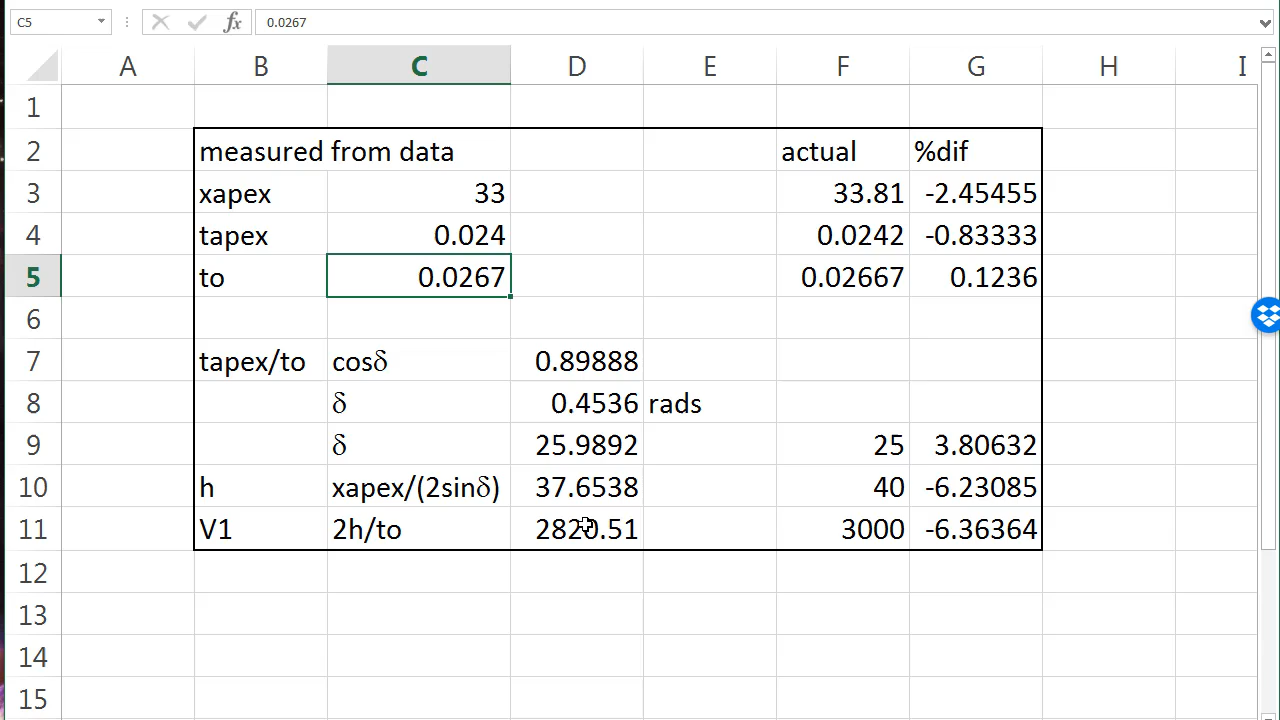 C5 fx 0.0267
A B C D E F G H I
1
2 measured from data actual %dif
3 xapex 33 33.81 -2.45455
4 tapex 0.024 0.0242 -0.83333
5 to 0.0267 0.02667 0.1236
6
7 tapex/to cosδ 0.89888
8 δ 0.4536 rads
9 δ 25.9892 25 3.80632
10 h xapex/(2sinδ) 37.6538 40 -6.23085
11 V1 2h/to 2820.51 3000 -6.36364
12
13
14
15